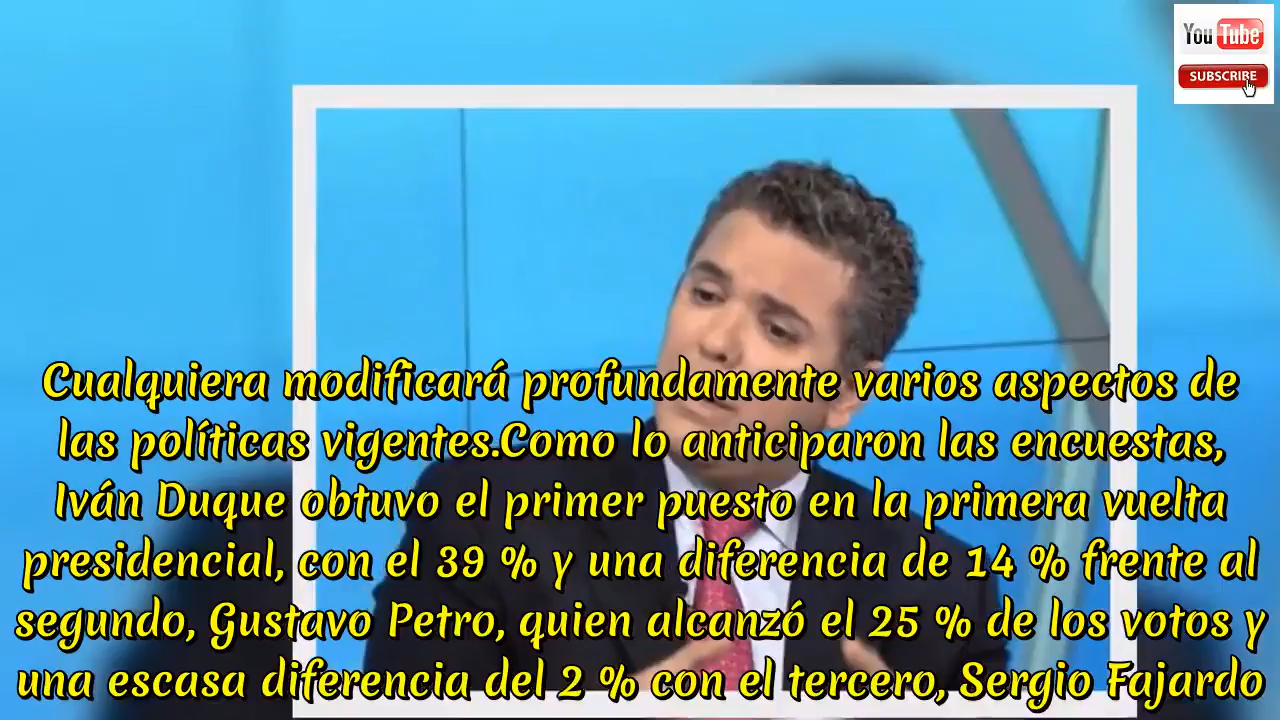 You Tube
SUBSCRIBE
Cualquiera modificará profundamente varios aspectos de
las políticas vigentes.Como lo anticiparon las encuestas,
Iván Duque obtuvo el primer puesto en la primera vuelta
presidencial, con el 39 % y una diferencia de 14 % frente al
segundo, Gustavo Petro, quien alcanzó el 25 % de los votos y
una escasa diferencia del 2 % con el tercero, Sergio Fajardo